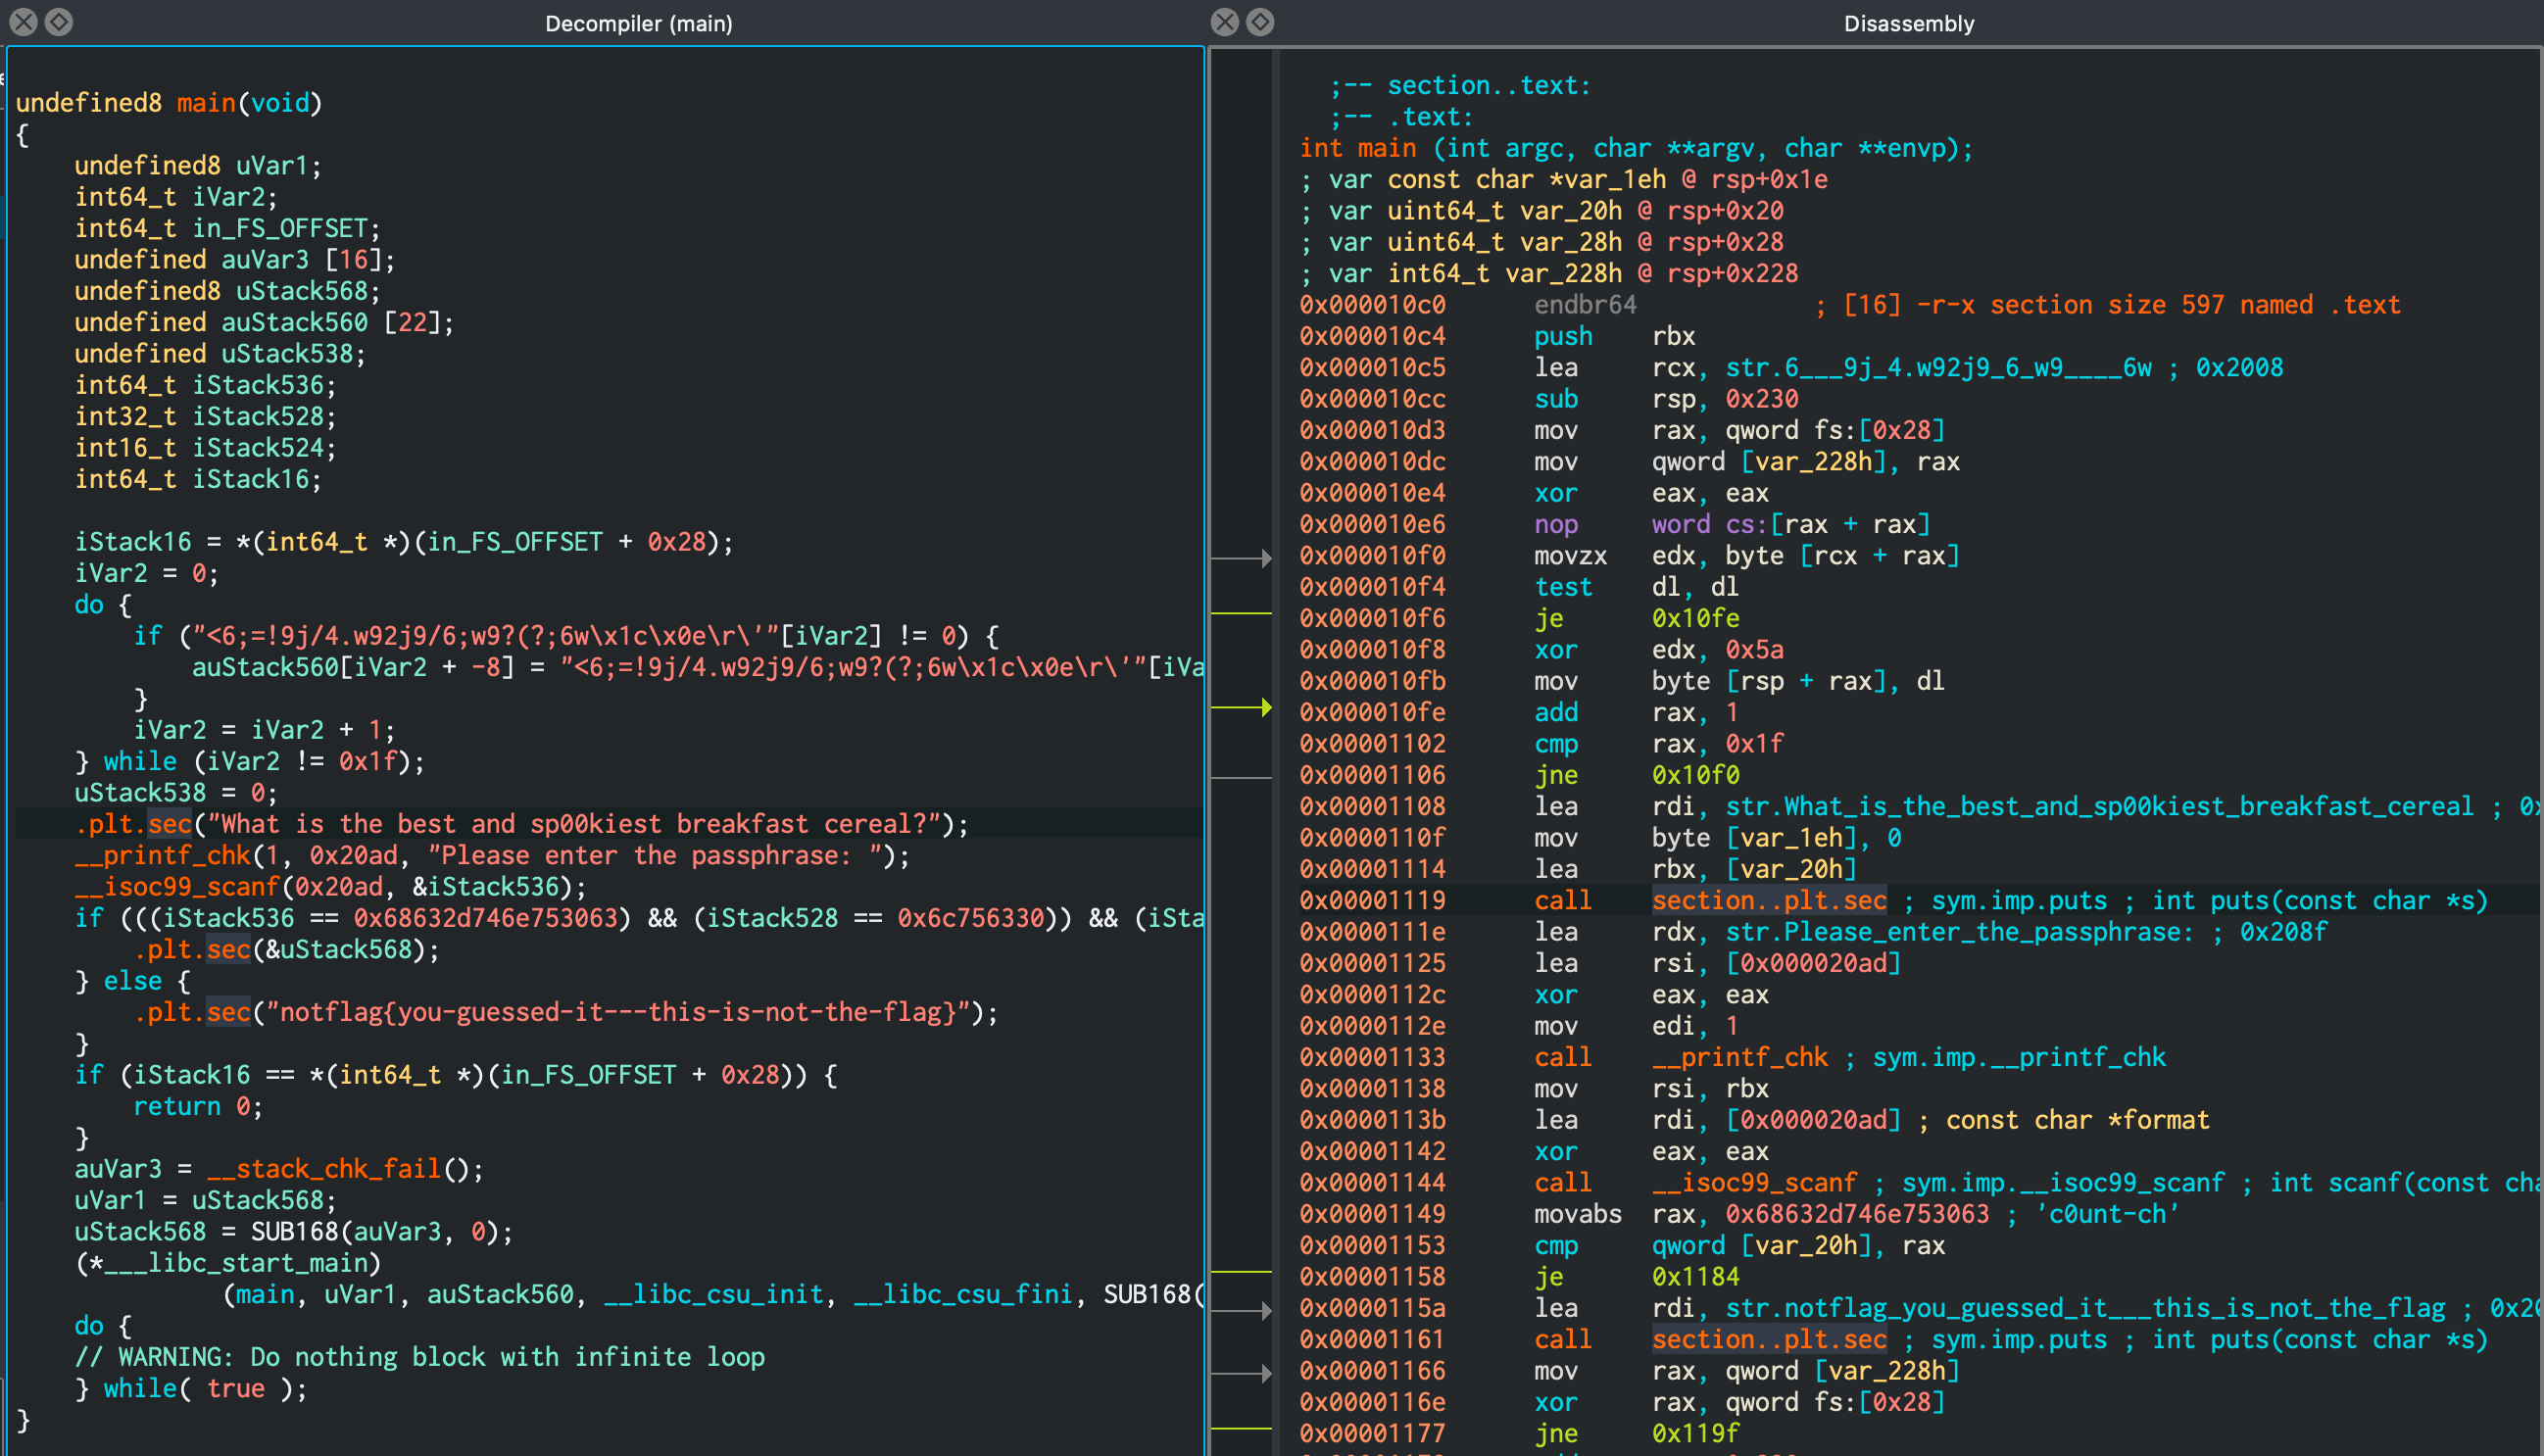 Decompiler (main)
undefined8 main(void)
{
    undefined8 uVar1;
    int64_t iVar2;
    int64_t in_FS_OFFSET;
    undefined auVar3 [16];
    undefined8 uStack568;
    undefined auStack560 [22];
    undefined uStack538;
    int64_t iStack536;
    int32_t iStack528;
    int16_t iStack524;
    int64_t iStack16;
    iStack16 = *(int64_t *)(in_FS_OFFSET + 0x28);
    iVar2 = 0;
    do {
        if ("<6;=!9j/4.w92j9/6;w9?(?;6w\x1c\x0e\r\'"[iVar2] != 0) {
            auStack560[iVar2 + -8] = "<6;=!9j/4.w92j9/6;w9?(?;6w\x1c\x0e\r\'"[iVa
        }
        iVar2 = iVar2 + 1;
    } while (iVar2 != 0x1f);
    uStack538 = 0;
    .plt.sec("What is the best and sp00kiest breakfast cereal?");
    __printf_chk(1, 0x20ad, "Please enter the passphrase: ");
    __isoc99_scanf(0x20ad, &iStack536);
    if (((iStack536 == 0x68632d746e753063) && (iStack528 == 0x6c756330)) && (iSta
        .plt.sec(&uStack568);
    } else {
        .plt.sec("notflag{you-guessed-it---this-is-not-the-flag}");
    }
    if (iStack16 == *(int64_t *)(in_FS_OFFSET + 0x28)) {
        return 0;
    }
    auVar3 = __stack_chk_fail();
    uVar1 = uStack568;
    uStack568 = SUB168(auVar3, 0);
    (*___libc_start_main)
              (main, uVar1, auStack560, __libc_csu_init, __libc_csu_fini, SUB168(
    do {
    // WARNING: Do nothing block with infinite loop
    } while( true );
}
Disassembly
;-- section..text:
;-- .text:
int main (int argc, char **argv, char **envp);
; var const char *var_1eh @ rsp+0x1e
; var uint64_t var_20h @ rsp+0x20
; var uint64_t var_28h @ rsp+0x28
; var int64_t var_228h @ rsp+0x228
0x000010c0 endbr64 ; [16] -r-x section size 597 named .text
0x000010c4 push rbx
0x000010c5 lea rcx, str.6___9j_4.w92j9_6_w9____6w ; 0x2008
0x000010cc sub rsp, 0x230
0x000010d3 mov rax, qword fs:[0x28]
0x000010dc mov qword [var_228h], rax
0x000010e4 xor eax, eax
0x000010e6 nop word cs:[rax + rax]
0x000010f0 movzx edx, byte [rcx + rax]
0x000010f4 test dl, dl
0x000010f6 je 0x10fe
0x000010f8 xor edx, 0x5a
0x000010fb mov byte [rsp + rax], dl
0x000010fe add rax, 1
0x00001102 cmp rax, 0x1f
0x00001106 jne 0x10f0
0x00001108 lea rdi, str.What_is_the_best_and_sp00kiest_breakfast_cereal ; 0x
0x0000110f mov byte [var_1eh], 0
0x00001114 lea rbx, [var_20h]
0x00001119 call section..plt.sec ; sym.imp.puts ; int puts(const char *s)
0x0000111e lea rdx, str.Please_enter_the_passphrase: ; 0x208f
0x00001125 lea rsi, [0x000020ad]
0x0000112c xor eax, eax
0x0000112e mov edi, 1
0x00001133 call __printf_chk ; sym.imp.__printf_chk
0x00001138 mov rsi, rbx
0x0000113b lea rdi, [0x000020ad] ; const char *format
0x00001142 xor eax, eax
0x00001144 call __isoc99_scanf ; sym.imp.__isoc99_scanf ; int scanf(const cha
0x00001149 movabs rax, 0x68632d746e753063 ; 'c0unt-ch'
0x00001153 cmp qword [var_20h], rax
0x00001158 je 0x1184
0x0000115a lea rdi, str.notflag_you_guessed_it___this_is_not_the_flag ; 0x20
0x00001161 call section..plt.sec ; sym.imp.puts ; int puts(const char *s)
0x00001166 mov rax, qword [var_228h]
0x0000116e xor rax, qword fs:[0x28]
0x00001177 jne 0x119f